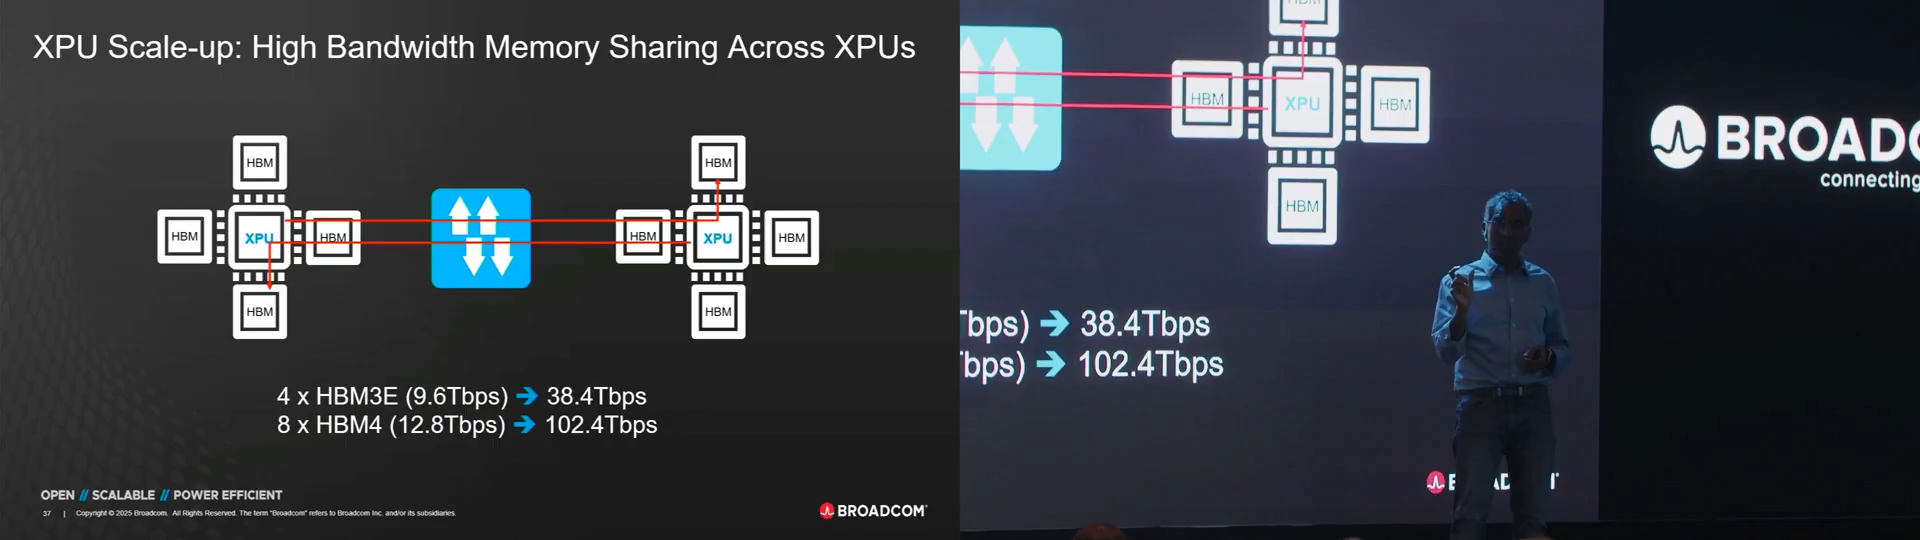 XPU Scale-up: High Bandwidth Memory Sharing Across XPUs
HBM
HBM
HBM
XPU
HBM
HBM
XPU
HBM
HBM
HBM
4 x HBM3E (9.6Tbps) ➔ 38.4Tbps
8 x HBM4 (12.8Tbps) ➔ 102.4Tbps
OPEN // SCALABLE // POWER EFFICIENT
37 | Copyright © 2025 Broadcom. All Rights Reserved. The term "Broadcom" refers to Broadcom Inc. and/or its subsidiaries.
BROADCOM®
HBM
HBM
XPU
HBM
HBM
Tbps) ➔ 38.4Tbps
bps) ➔ 102.4Tbps
BROADC
connecting